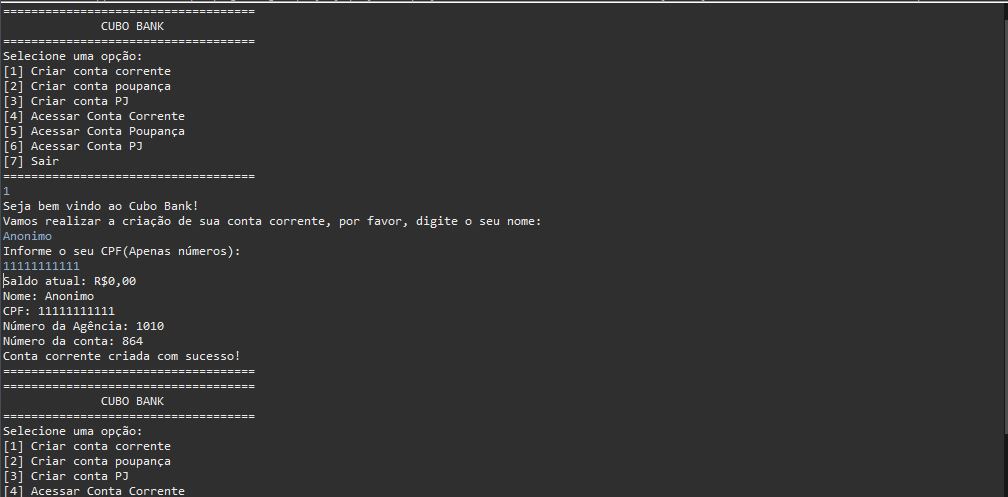 ====================================
CUBO BANK
====================================
Selecione uma opção:
[1] Criar conta corrente
[2] Criar conta poupança
[3] Criar conta PJ
[4] Acessar Conta Corrente
[5] Acessar Conta Poupança
[6] Acessar Conta PJ
[7] Sair
====================================
1
Seja bem vindo ao Cubo Bank!
Vamos realizar a criação de sua conta corrente, por favor, digite o seu nome:
Anonimo
Informe o seu CPF(Apenas números):
11111111111
Saldo atual: R$0,00
Nome: Anonimo
CPF: 11111111111
Número da Agência: 1010
Número da conta: 864
Conta corrente criada com sucesso!
====================================
====================================
CUBO BANK
====================================
Selecione uma opção:
[1] Criar conta corrente
[2] Criar conta poupança
[3] Criar conta PJ
[4] Acessar Conta Corrente